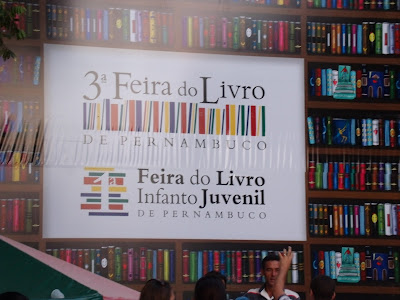 3ª Feira do Livro
DE PERNAMBUCO
Feira do Livro
Infanto Juvenil
DE PERNAMBUCO